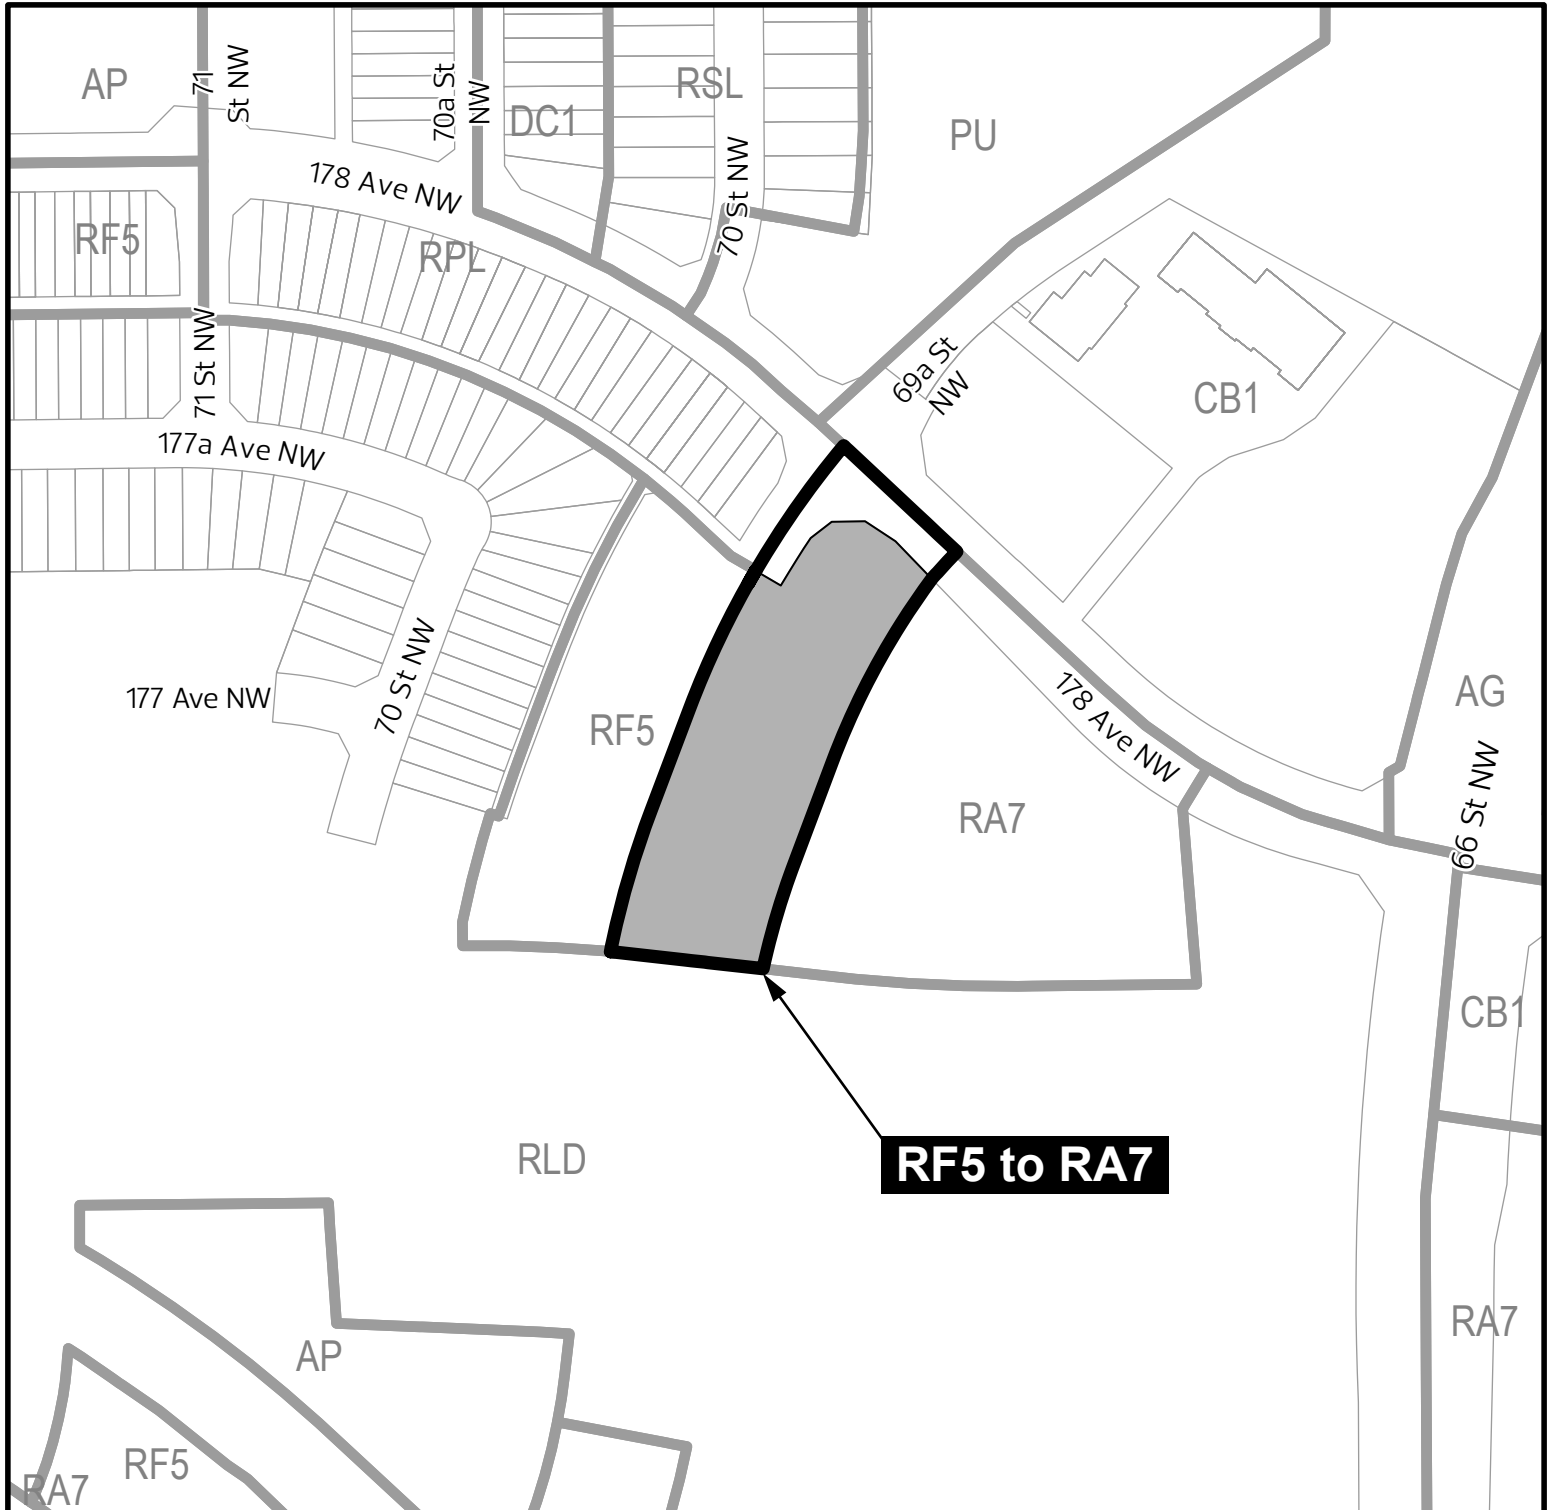 AP
71
St NW
70a St
NW
DC1
RSL
PU
178 Ave NW
70 St NW
RF5
RPL
71 St NW
69a St
NW
CB1
177a Ave NW
177 Ave NW
70 St NW
RF5
178 Ave NW
AG
66 St NW
RA7
CB1
RLD
RF5 to RA7
RA7
AP
RF5
RA7